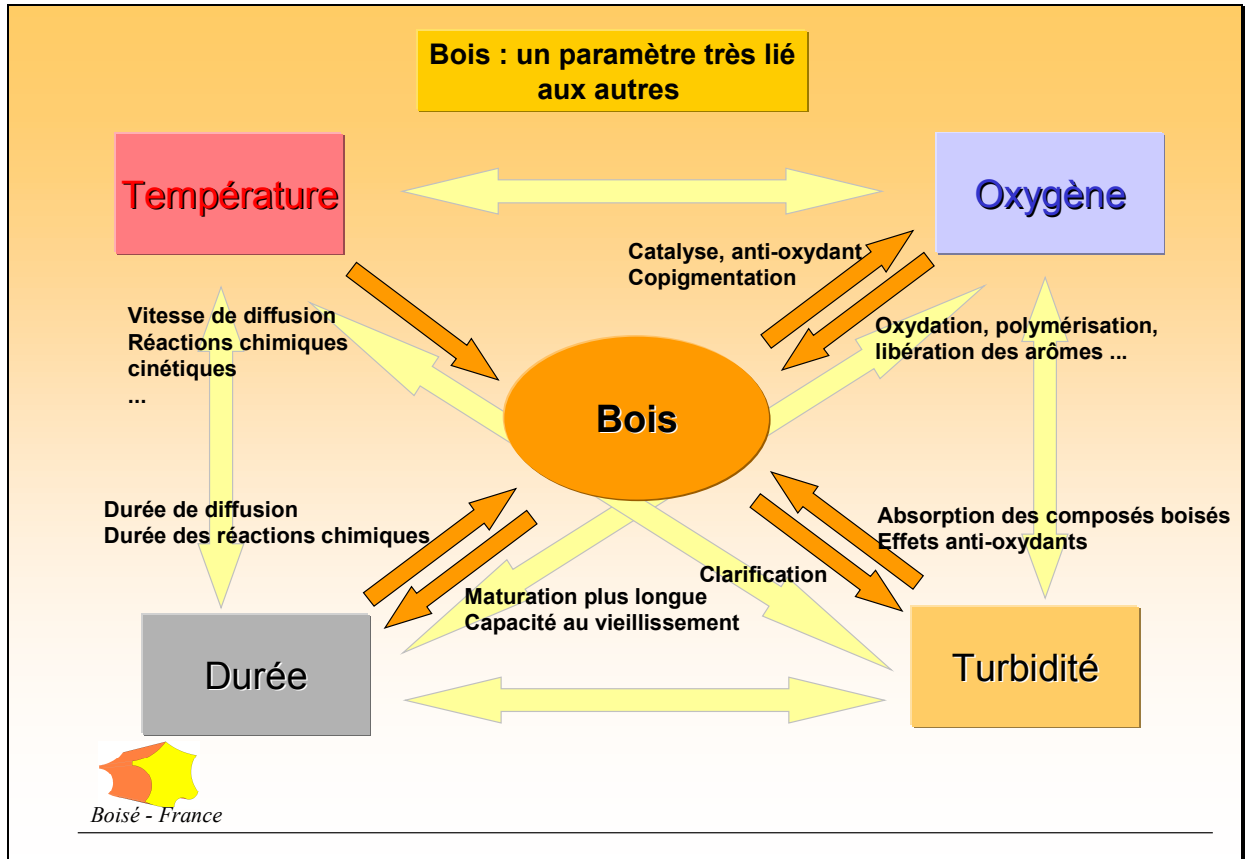 Bois : un paramètre très lié
aux autres
Température
Oxygène
Catalyse, anti-oxydant
Copigmentation
Vitesse de diffusion
Réactions chimiques
cinétiques
...
Oxydation, polymérisation,
libération des arômes ...
Bois
Durée de diffusion
Durée des réactions chimiques
Absorption des composés boisés
Effets anti-oxydants
Clarification
Maturation plus longue
Capacité au vieillissement
Durée
Turbidité
Boisé - France